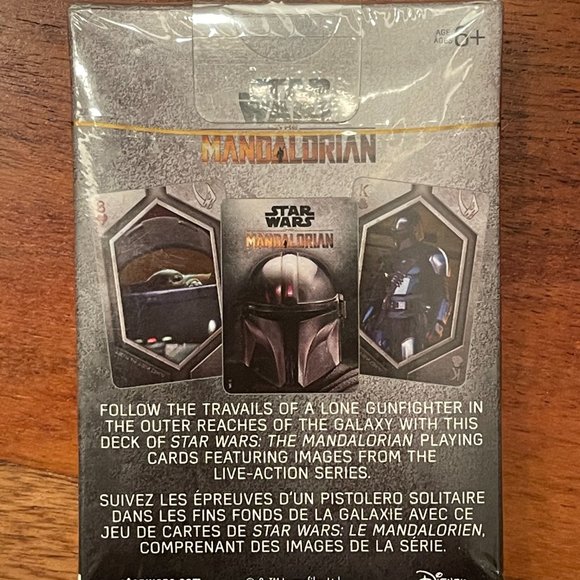 AGE 6+
AGES
STAR
WARS
THE
MANDALORIAN
8
K
STAR
WARS
MANDALORIAN
FOLLOW THE TRAVAILS OF A LONE GUNFIGHTER IN
THE OUTER REACHES OF THE GALAXY WITH THIS
DECK OF STAR WARS: THE MANDALORIAN PLAYING
CARDS FEATURING IMAGES FROM THE
LIVE-ACTION SERIES.
SUIVEZ LES ÉPREUVES D'UN PISTOLERO SOLITAIRE
DANS LES FINS FONDS DE LA GALAXIE AVEC CE
JEU DE CARTES DE STAR WARS: LE MANDALORIEN,
COMPRENANT DES IMAGES DE LA SÉRIE.